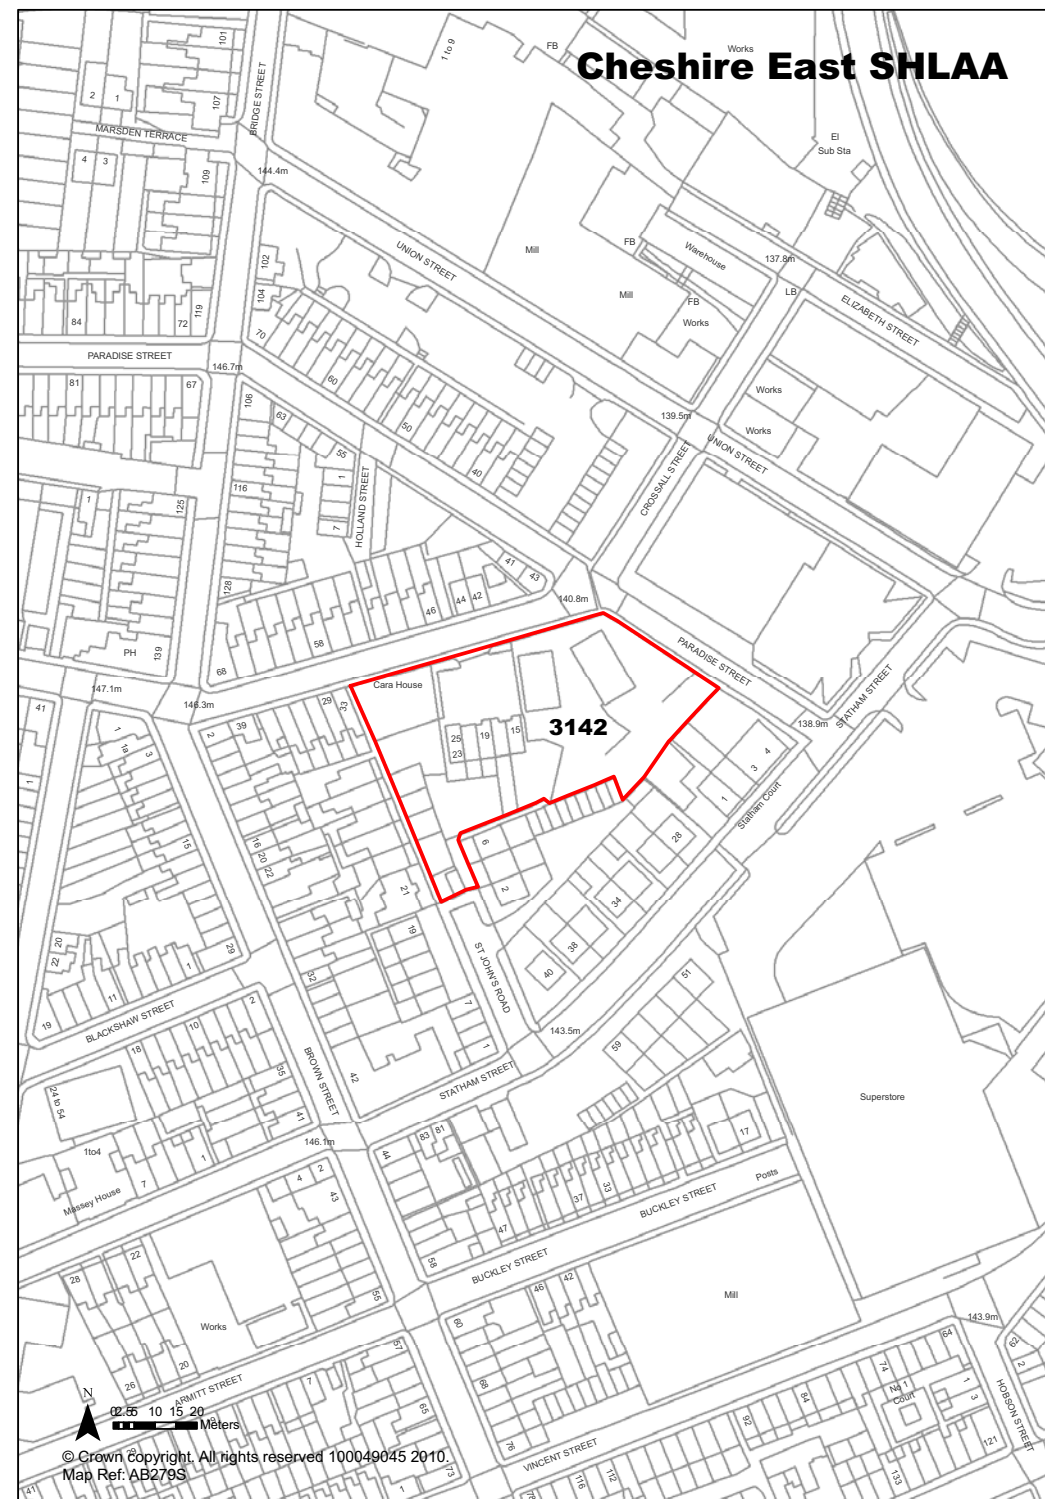 Cheshire East SHLAA
1 to 9
FB
Works
101
107
2
1
BRIDGE STREET
MARSDEN TERRACE
4
3
109
144.4m
El
Sub Sta
UNION STREET
Mill
FB
Warehouse
137.8m
102
104
119
84
72
70
Mill
FB
Works
LB
ELIZABETH STREET
PARADISE STREET
146.7m
81
67
60
106
63
55
50
40
139.5m
Works
Works
UNION STREET
CROSSALL STREET
1
125
116
1
7
HOLLAND STREET
128
41
43
44
42
46
140.8m
PH
139
58
68
PARADISE STREET
STATHAM STREET
147.1m
146.3m
Cara House
29
33
39
2
41
1
1a
3
1
25
23
19
15
3142
138.9m
4
3
1
Statham Court
15
16
20
22
6
2
28
21
34
19
38
40
20
22
29
1
11
19
32
ST JOHN'S ROAD
7
1
51
BLACKSHAW STREET
2
10
18
143.5m
59
BROWN STREET
42
STATHAM STREET
35
41
24 to 54
1to4
1
7
Massey House
Superstore
146.1m
44
83
81
17
2
4
43
37
33
47
Posts
BUCKLEY STREET
58
BUCKLEY STREET
28
22
55
46
42
Mill
143.9m
Works
60
57
64
62
2
20
26
ARMITT STREET
7
68
74
No 1
Court
1
3
84
HOBSON STREET
N
0 2.5 5 10 15 20
Meters
65
92
76
VINCENT STREET
121
29
73
1
41
112
116
78
133
© Crown copyright. All rights reserved 100049045 2010.
Map Ref: AB279S